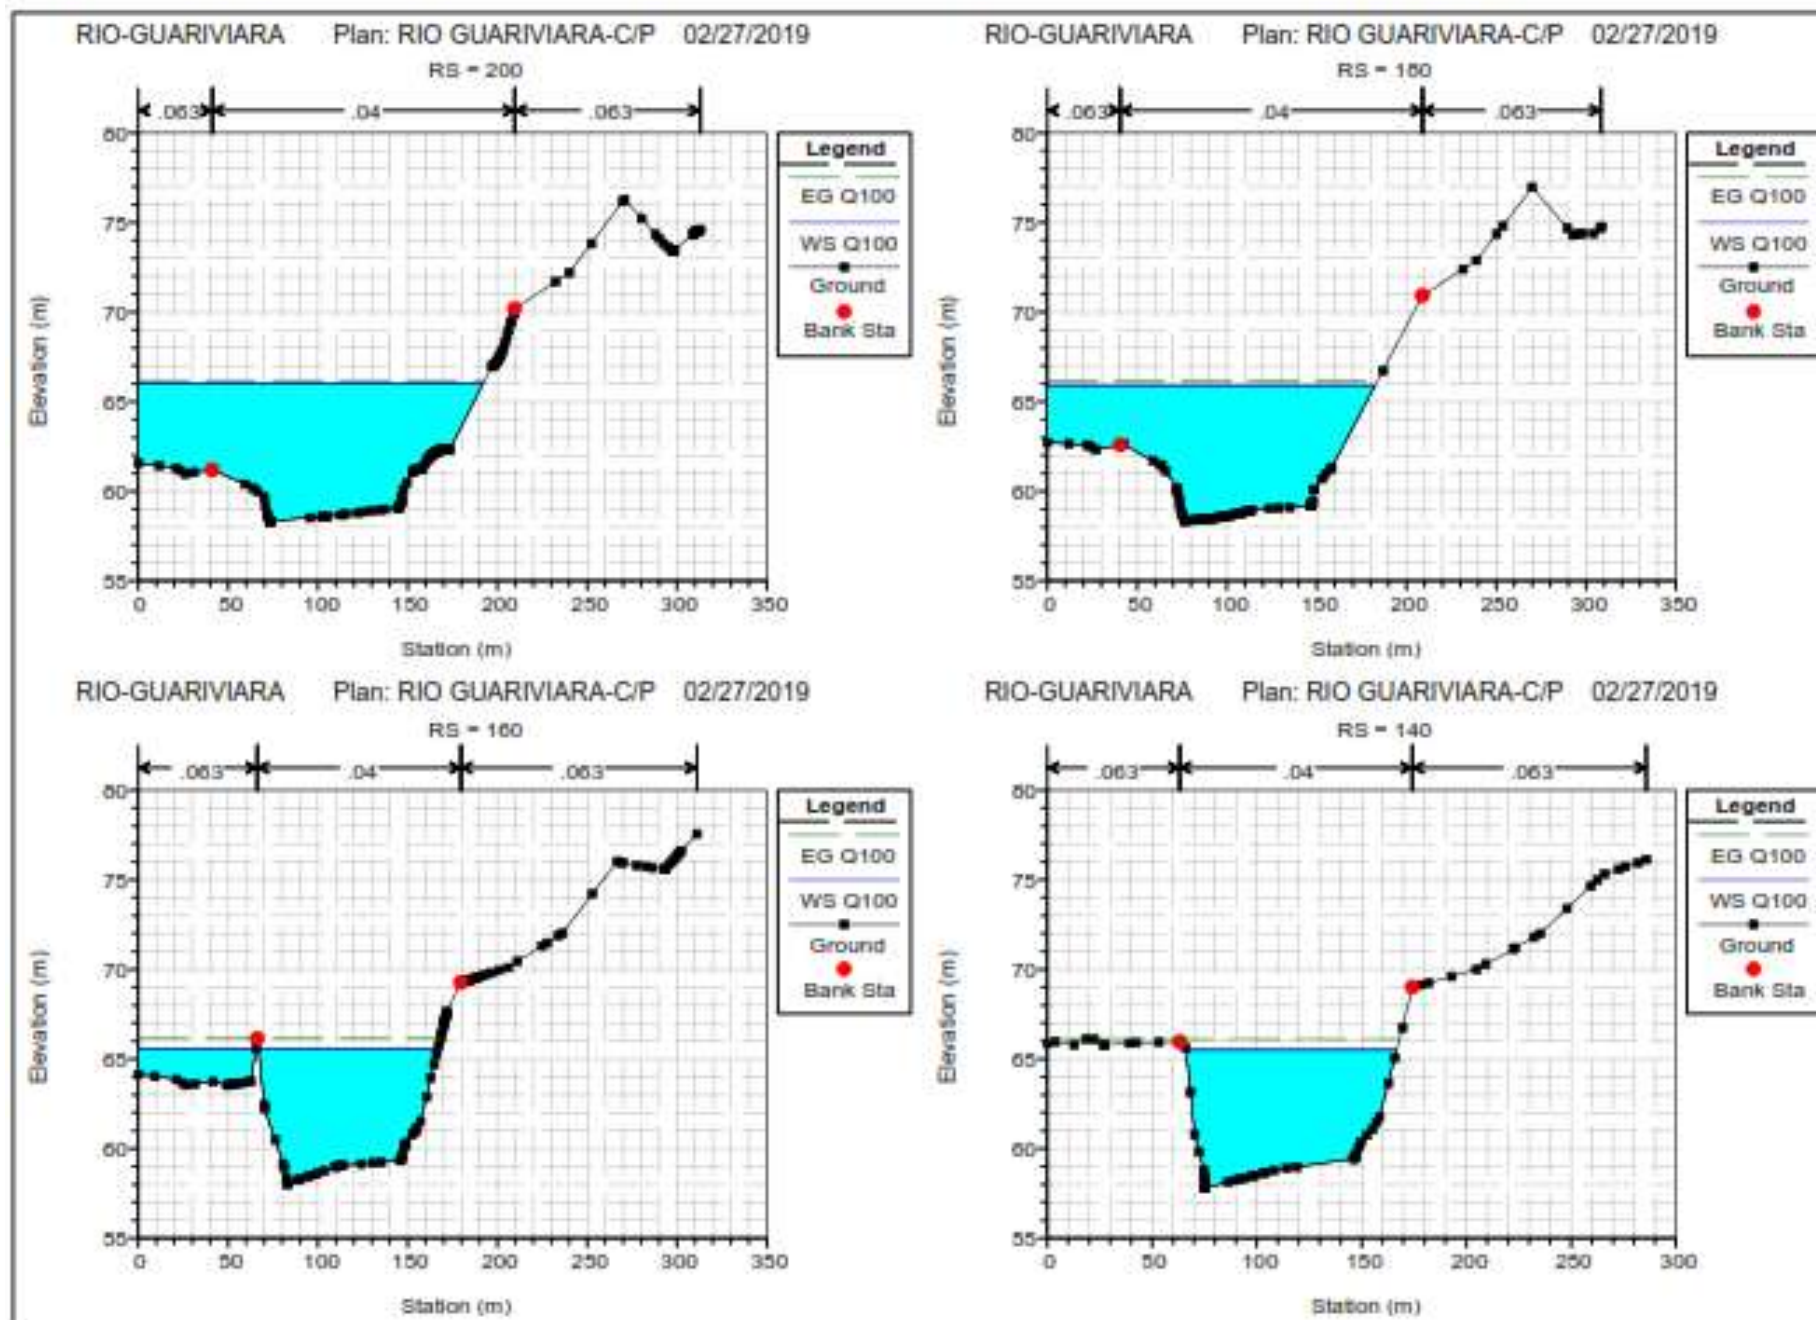 RIO-GUARIVIARA Plan: RIO GUARIVIARA-C/P 02/27/2019
RS = 200
.063 .04 .063
Legend
EG Q100
WS Q100
Ground
Bank Sta
Elevation (m)
80
75
70
65
60
55
0 50 100 150 200 250 300 350
Station (m)
RIO-GUARIVIARA Plan: RIO GUARIVIARA-C/P 02/27/2019
RS = 180
.063 .04 .063
Legend
EG Q100
WS Q100
Ground
Bank Sta
Elevation (m)
80
75
70
65
60
55
0 50 100 150 200 250 300 350
Station (m)
RIO-GUARIVIARA Plan: RIO GUARIVIARA-C/P 02/27/2019
RS = 160
.063 .04 .063
Legend
EG Q100
WS Q100
Ground
Bank Sta
Elevation (m)
80
75
70
65
60
55
0 50 100 150 200 250 300 350
Station (m)
RIO-GUARIVIARA Plan: RIO GUARIVIARA-C/P 02/27/2019
RS = 140
.063 .04 .063
Legend
EG Q100
WS Q100
Ground
Bank Sta
Elevation (m)
80
75
70
65
60
55
0 50 100 150 200 250 300
Station (m)